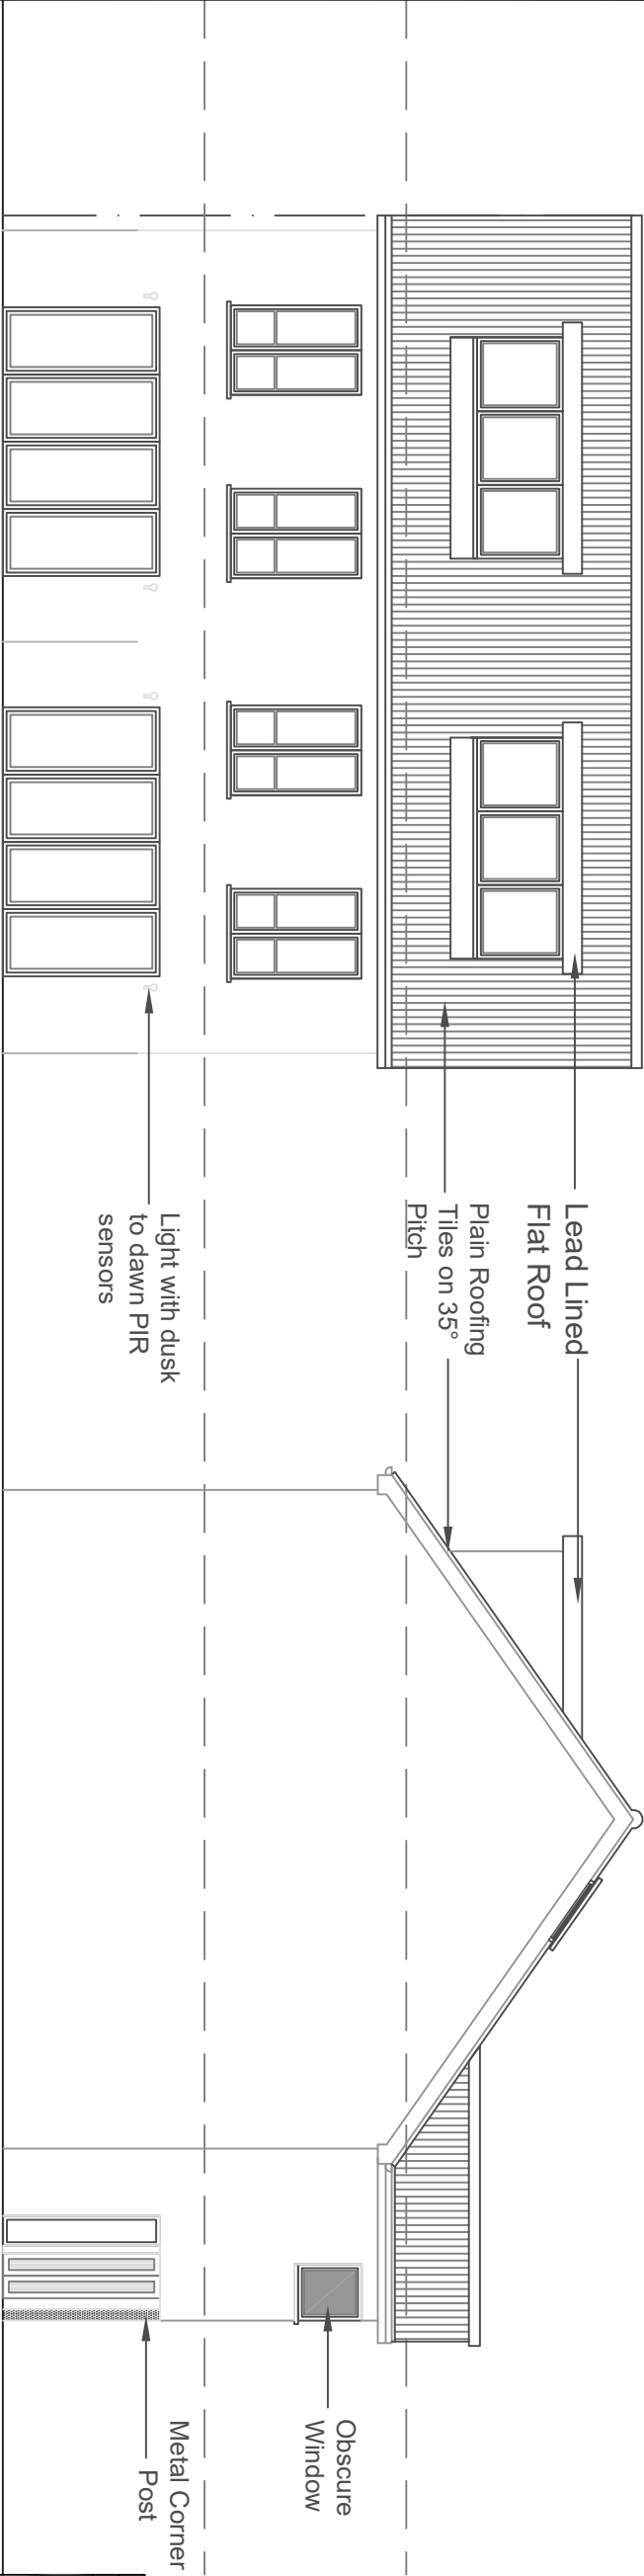 Lead Lined
Flat Roof
Plain Roofing
Tiles on 35°
Pitch
Light with dusk
to dawn PIR
sensors
Obscure
Window
Metal Corner
Post